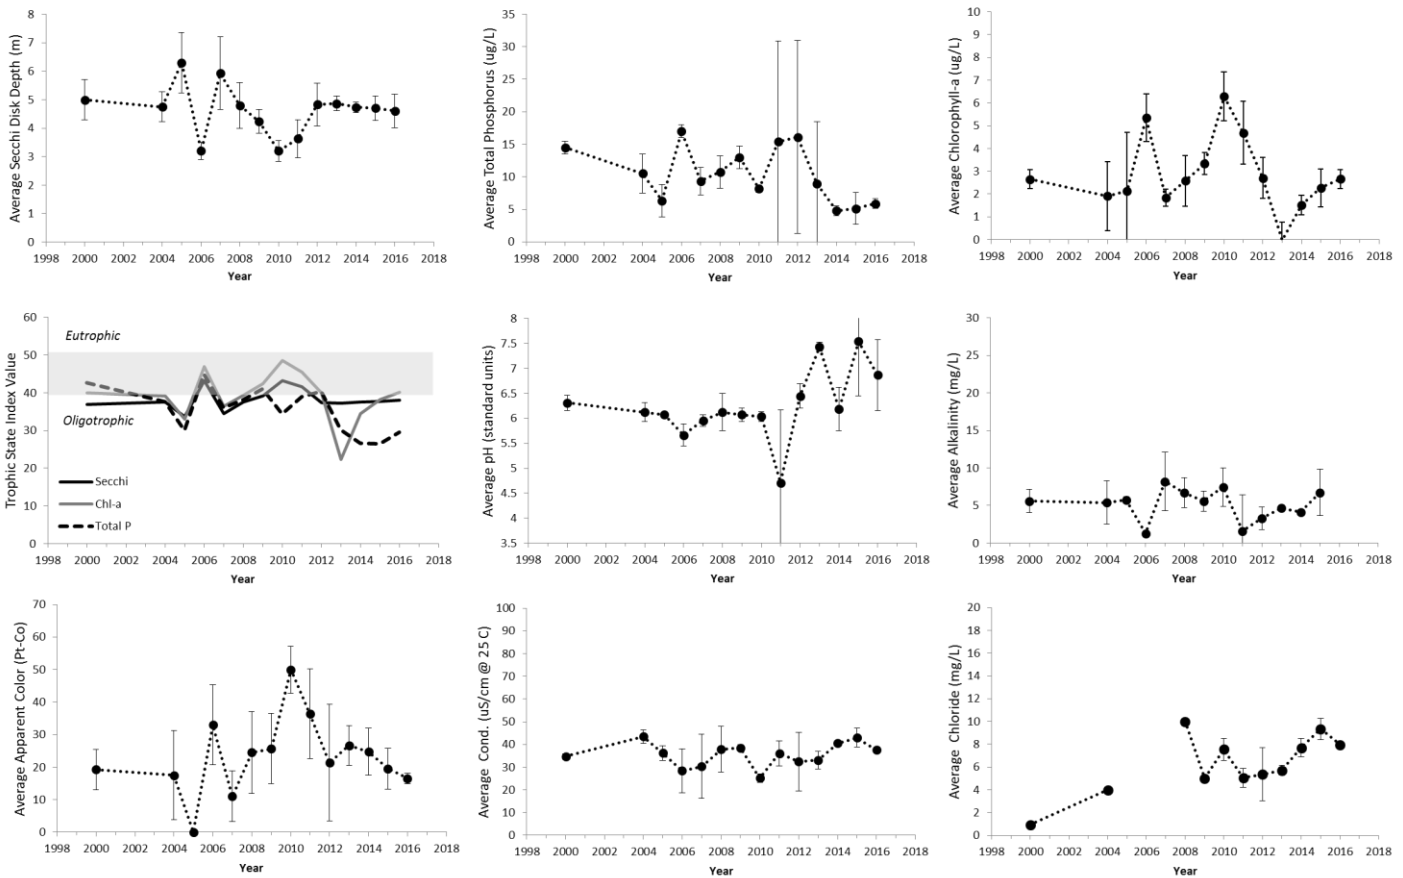 8
7
6
5
4
3
2
1
0
Average Secchi Disk Depth (m)
1998 2000 2002 2004 2006 2008 2010 2012 2014 2016 2018
Year
35
30
25
20
15
10
5
0
Average Total Phosphorus (ug/L)
1998 2000 2002 2004 2006 2008 2010 2012 2014 2016 2018
Year
10
9
8
7
6
5
4
3
2
1
0
Average Chlorophyll-a (ug/L)
1998 2000 2002 2004 2006 2008 2010 2012 2014 2016 2018
Year
60
50
40
30
20
10
0
Trophic State Index Value
Eutrophic
Oligotrophic
Secchi
Chl-a
Total P
1998 2000 2002 2004 2006 2008 2010 2012 2014 2016 2018
Year
8
7.5
7
6.5
6
5.5
5
4.5
4
3.5
Average pH (standard units)
1998 2000 2002 2004 2006 2008 2010 2012 2014 2016 2018
Year
30
25
20
15
10
5
0
Average Alkalinity (mg/L)
1998 2000 2002 2004 2006 2008 2010 2012 2014 2016 2018
Year
70
60
50
40
30
20
10
0
Average Apparent Color (Pt-Co)
1998 2000 2002 2004 2006 2008 2010 2012 2014 2016 2018
Year
100
90
80
70
60
50
40
30
20
10
0
Average Cond. (uS/cm @ 25 C)
1998 2000 2002 2004 2006 2008 2010 2012 2014 2016 2018
Year
20
18
16
14
12
10
8
6
4
2
0
Average Chloride (mg/L)
1998 2000 2002 2004 2006 2008 2010 2012 2014 2016 2018
Year